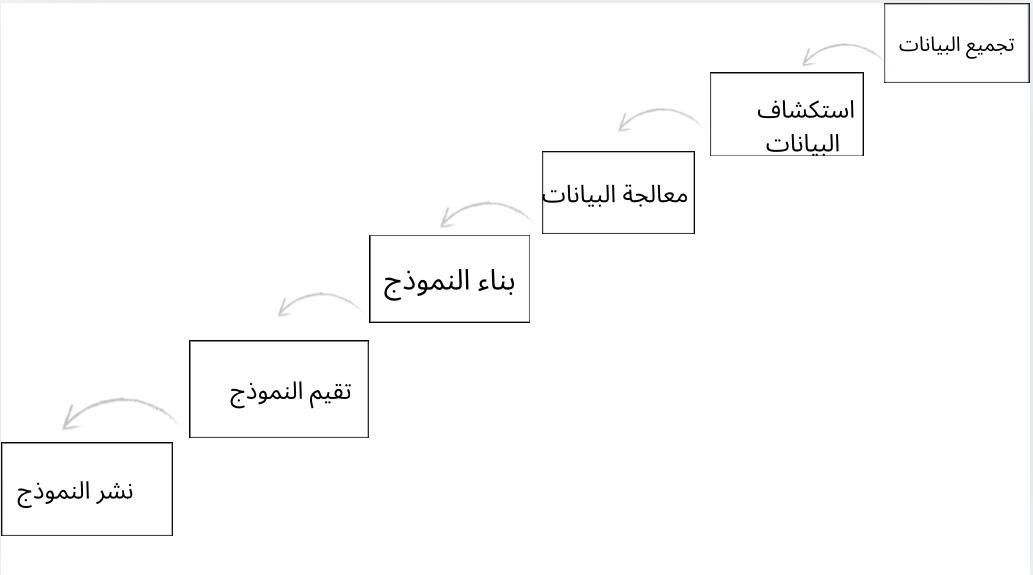 تجميع البيانات
استكشاف
البيانات
معالجة البيانات
بناء النموذج
تقيم النموذج
نشر النموذج